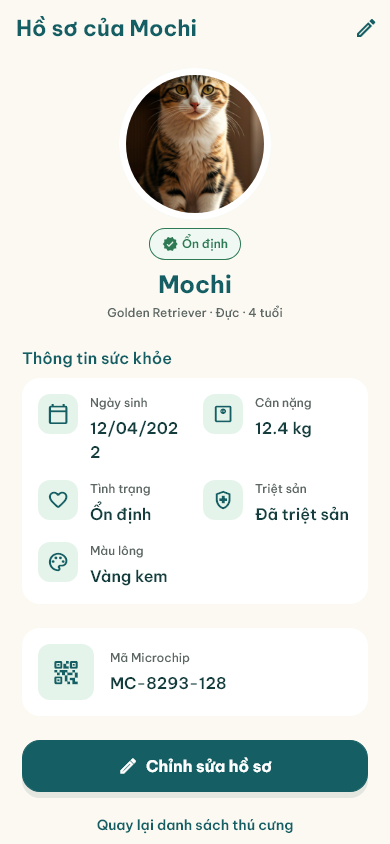 Hồ sơ của Mochi
Ổn định
Mochi
Golden Retriever · Đực · 4 tuổi
Thông tin sức khỏe
Ngày sinh
12/04/202
2
Cân nặng
12.4 kg
Tình trạng
Ổn định
Triệt sản
Đã triệt sản
Màu lông
Vàng kem
Mã Microchip
MC-8293-128
Chỉnh sửa hồ sơ
Quay lại danh sách thú cưng